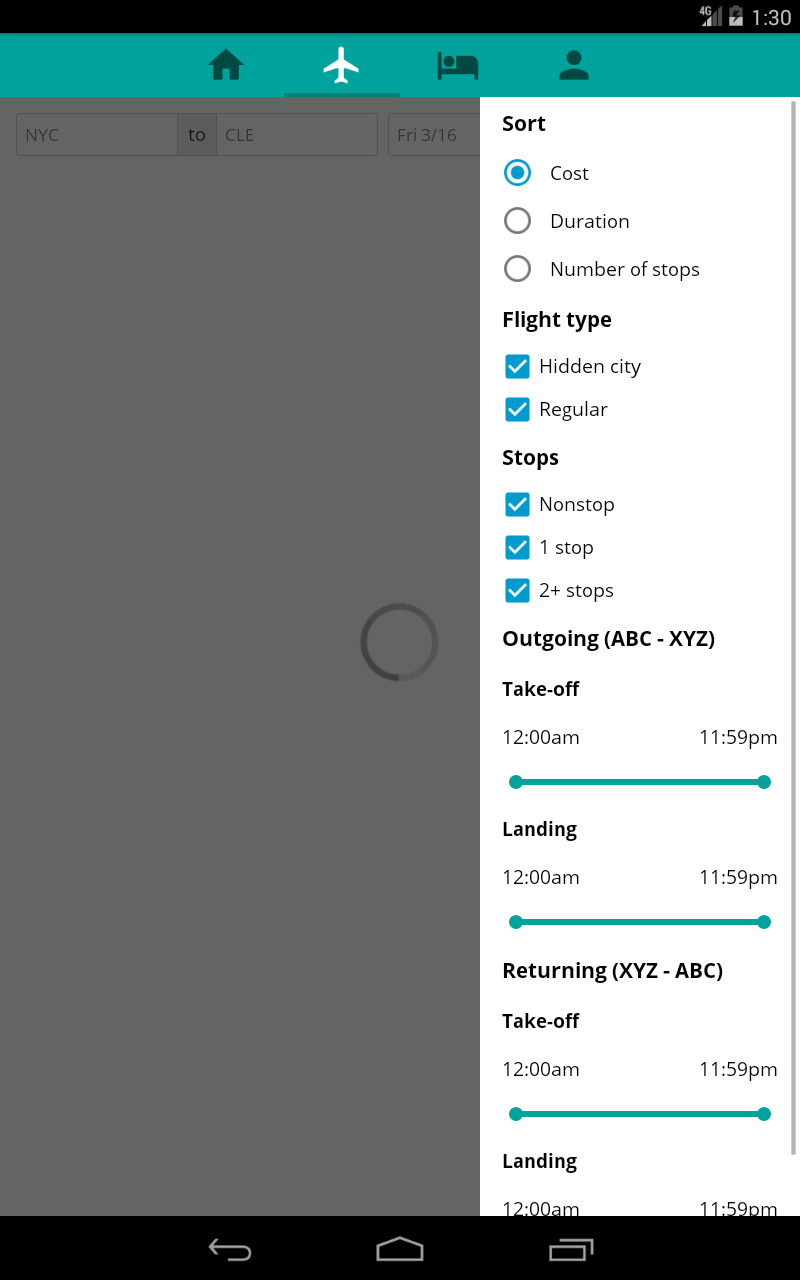 4G 1:30
NYC to CLE Fri 3/16
Sort
Cost
Duration
Number of stops
Flight type
Hidden city
Regular
Stops
Nonstop
1 stop
2+ stops
Outgoing (ABC - XYZ)
Take-off
12:00am 11:59pm
Landing
12:00am 11:59pm
Returning (XYZ - ABC)
Take-off
12:00am 11:59pm
Landing
12:00am 11:59pm